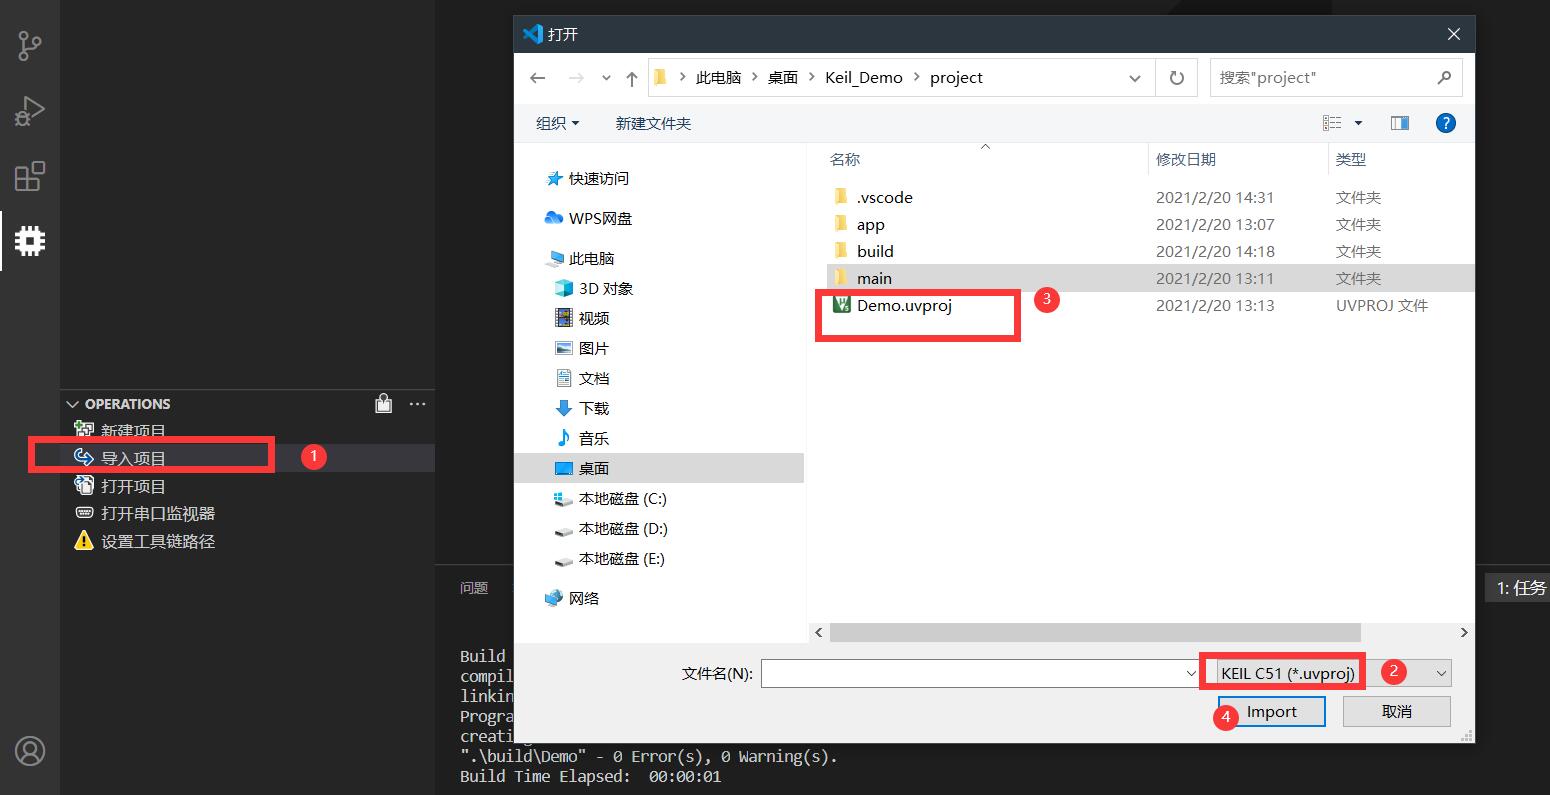 打开
此电脑 桌面 Keil_Demo project
搜索"project"
组织 新建文件夹
名称 修改日期 类型
快速访问
WPS网盘
此电脑
3D 对象
视频
图片
文档
下载
音乐
桌面
本地磁盘 (C:)
本地磁盘 (D:)
本地磁盘 (E:)
网络
.vscode 2021/2/20 14:31 文件夹
app 2021/2/20 13:07 文件夹
build 2021/2/20 14:18 文件夹
main 2021/2/20 13:11 文件夹
Demo.uvproj 2021/2/20 13:13 UVPROJ 文件
3
文件名(N):
KEIL C51 (*.uvproj) 2
4 Import 取消
OPERATIONS
新建项目
导入项目 1
打开项目
打开串口监视器
设置工具链路径
问题
1: 任务
Build
compil
linkin
Progra
creatin
".\build\Demo" - 0 Error(s), 0 Warning(s).
Build Time Elapsed:  00:00:01